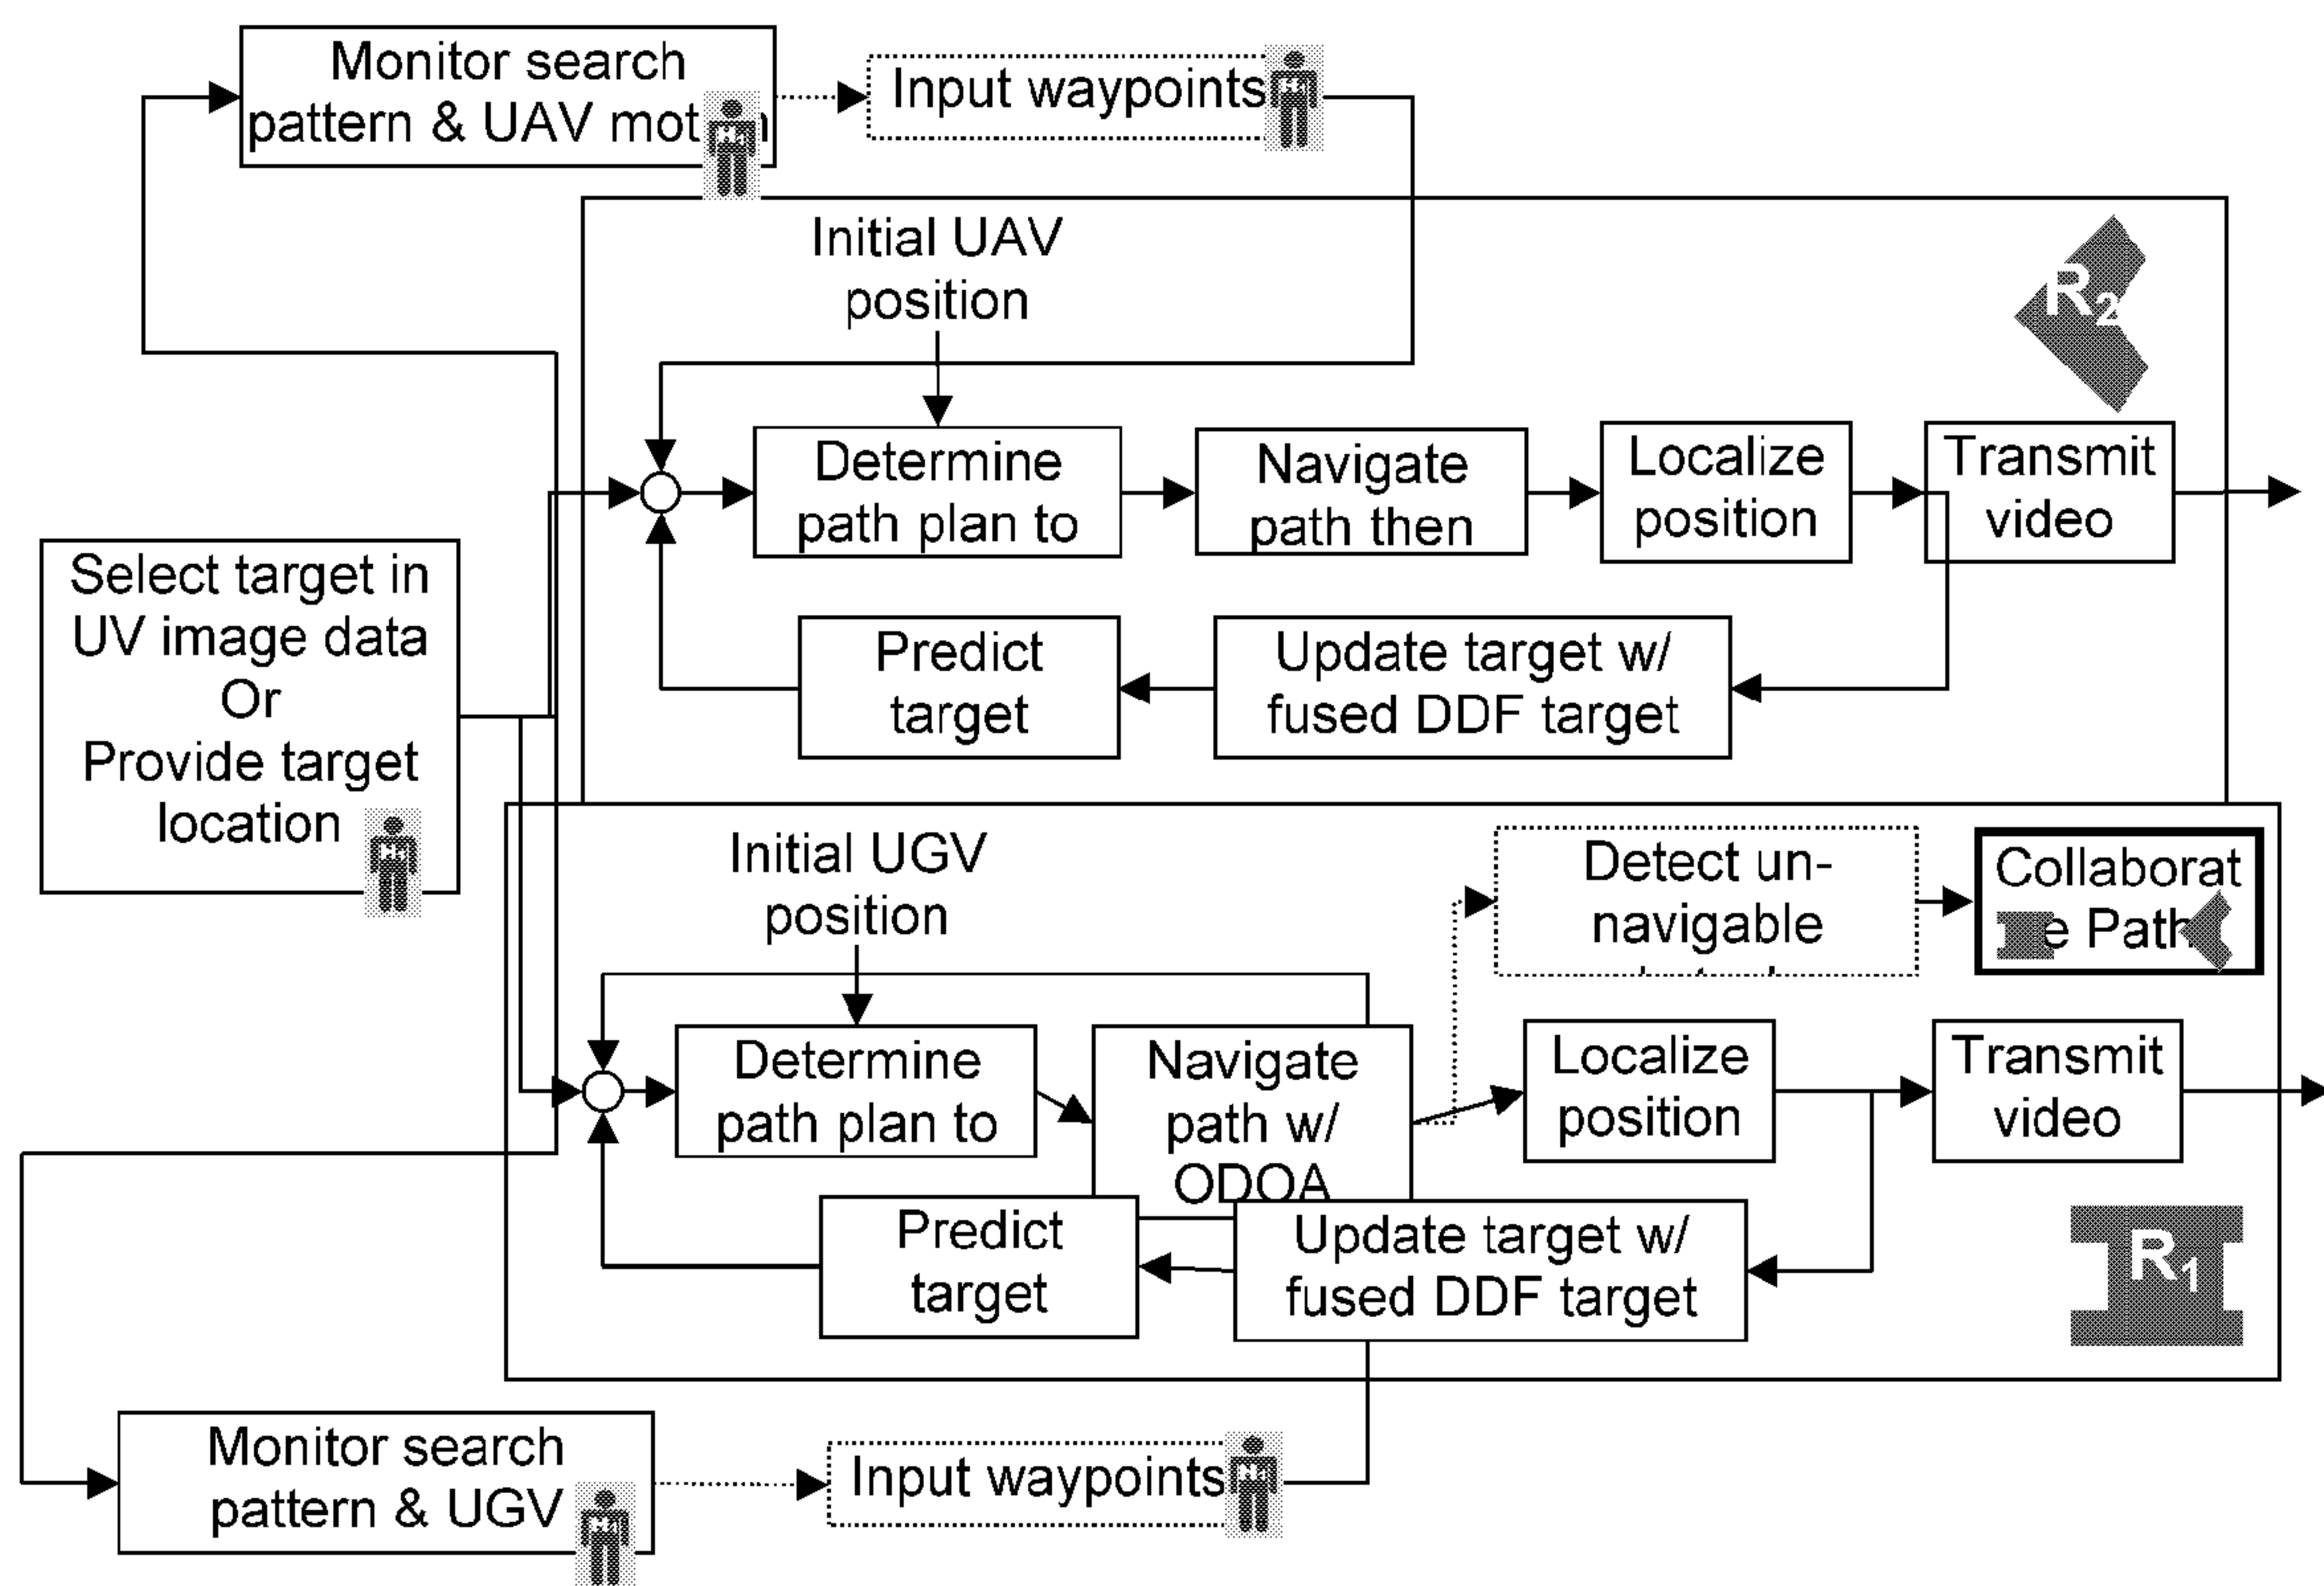 Monitor search
pattern & UAV mot n
Input waypoints
Initial UAV
position
R2
Determine
path plan to
Navigate
path then
Localize
position
Transmit
video
Select target in
UV image data
Or
Provide target
location
Predict
target
Update target w/
fused DDF target
Initial UGV
position
Detect un-
navigable
Collaborat
e Path
Determine
path plan to
Navigate
path w/
ODOA
Localize
position
Transmit
video
Predict
target
Update target w/
fused DDF target
R1
Monitor search
pattern & UGV
Input waypoints